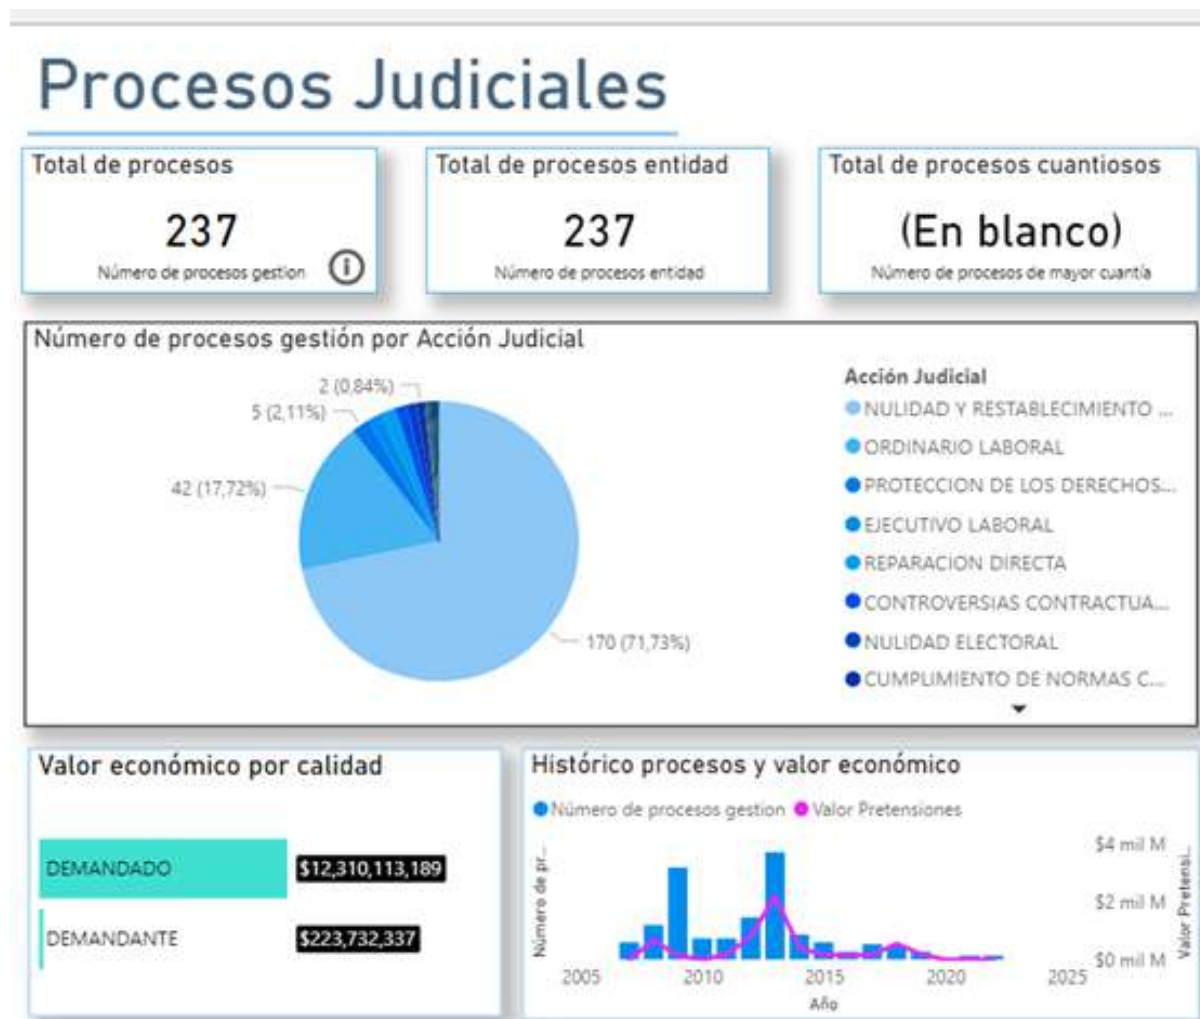 Procesos Judiciales
Total de procesos
237
Número de procesos gestion
Total de procesos entidad
237
Número de procesos entidad
Total de procesos cuantiosos
(En blanco)
Número de procesos de mayor cuantía
Número de procesos gestión por Acción Judicial
2 (0,84%)
5 (2,11%)
42 (17,72%)
170 (71,73%)
Acción Judicial
NULIDAD Y RESTABLECIMIENTO ...
ORDINARIO LABORAL
PROTECCION DE LOS DERECHOS...
EJECUTIVO LABORAL
REPARACION DIRECTA
CONTROVERSIAS CONTRACTUA...
NULIDAD ELECTORAL
CUMPLIMIENTO DE NORMAS C...
Valor económico por calidad
DEMANDADO
$12,310,113,189
DEMANDANTE
$223,732,337
Histórico procesos y valor económico
Número de procesos gestion
Valor Pretensiones
Número de pr...
$4 mil M
$2 mil M
$0 mil M
Valor Pretensi...
2005
2010
2015
2020
2025
Año